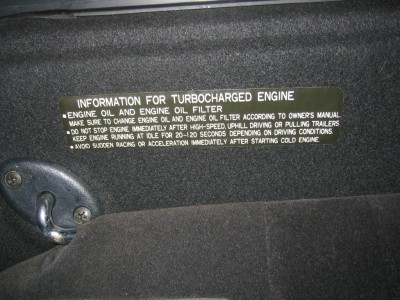 INFORMATION FOR TURBOCHARGED ENGINE
• ENGINE OIL AND ENGINE OIL FILTER
MAKE SURE TO CHANGE ENGINE OIL AND ENGINE OIL FILTER ACCORDING TO OWNER'S MANUAL.
• DO NOT STOP ENGINE IMMEDIATELY AFTER HIGH-SPEED, UPHILL DRIVING OR PULLING TRAILERS
KEEP ENGINE RUNNING AT IDLE FOR 20-120 SECONDS DEPENDING ON DRIVING CONDITIONS.
• AVOID SUDDEN RACING OR ACCELERATION IMMEDIATELY AFTER STARTING COLD ENGINE.